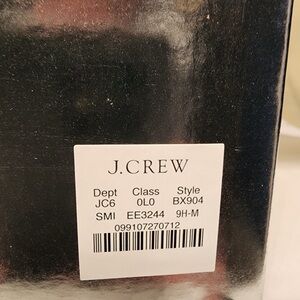 J.CREW
Dept Class Style
JC6 0L0 BX904
SMI EE3244 9H-M
099107270712